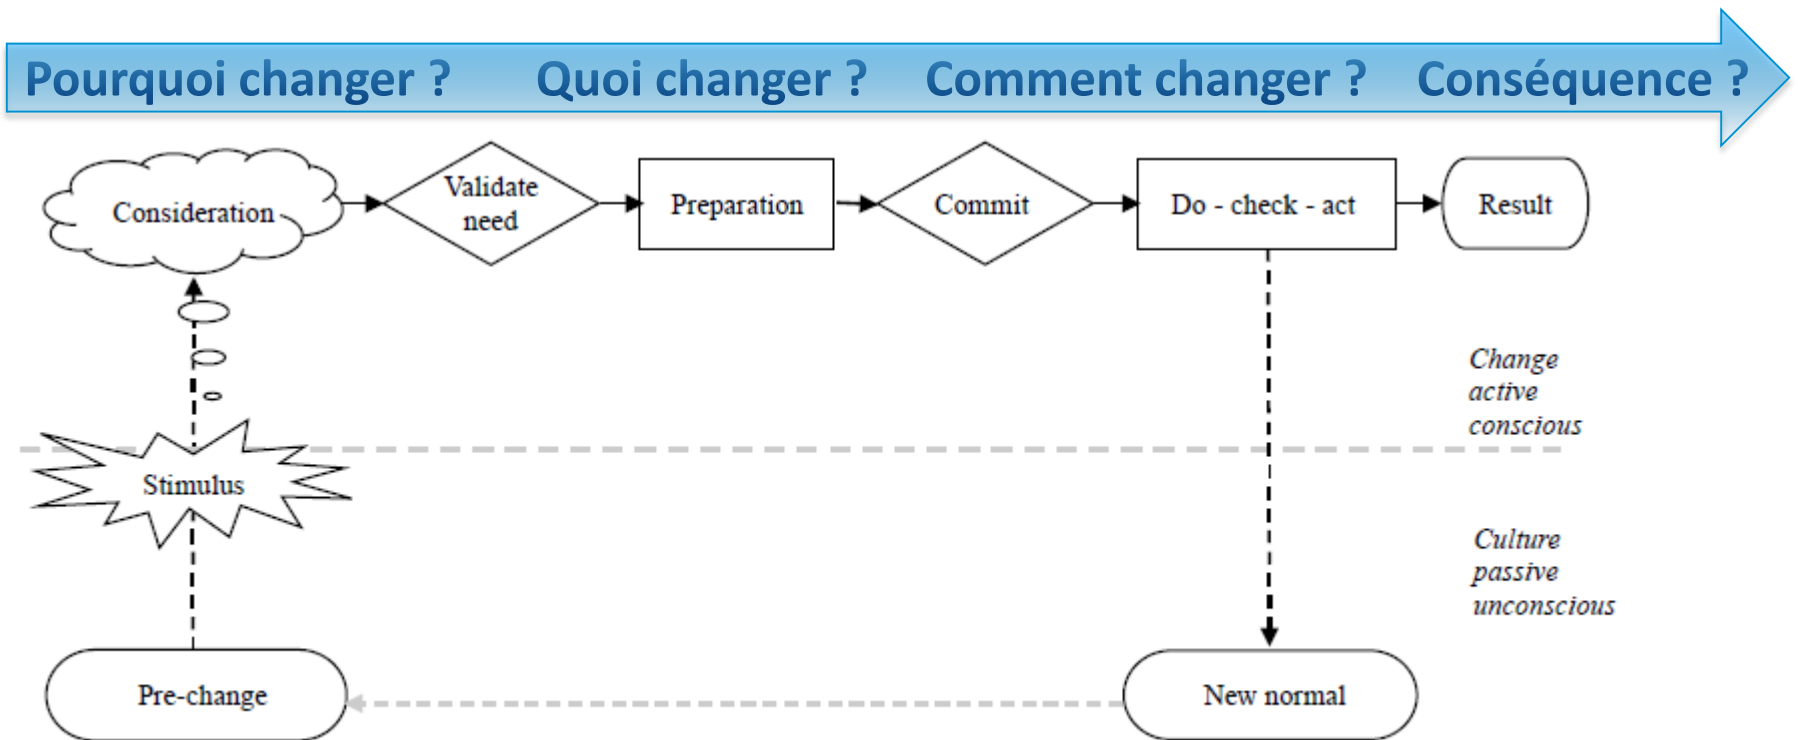 Pourquoi changer ? Quoi changer ? Comment changer ? Conséquence ?
Consideration
Validate
need
Preparation
Commit
Do - check - act
Result
Change
active
conscious
Stimulus
Culture
passive
unconscious
Pre-change
New normal